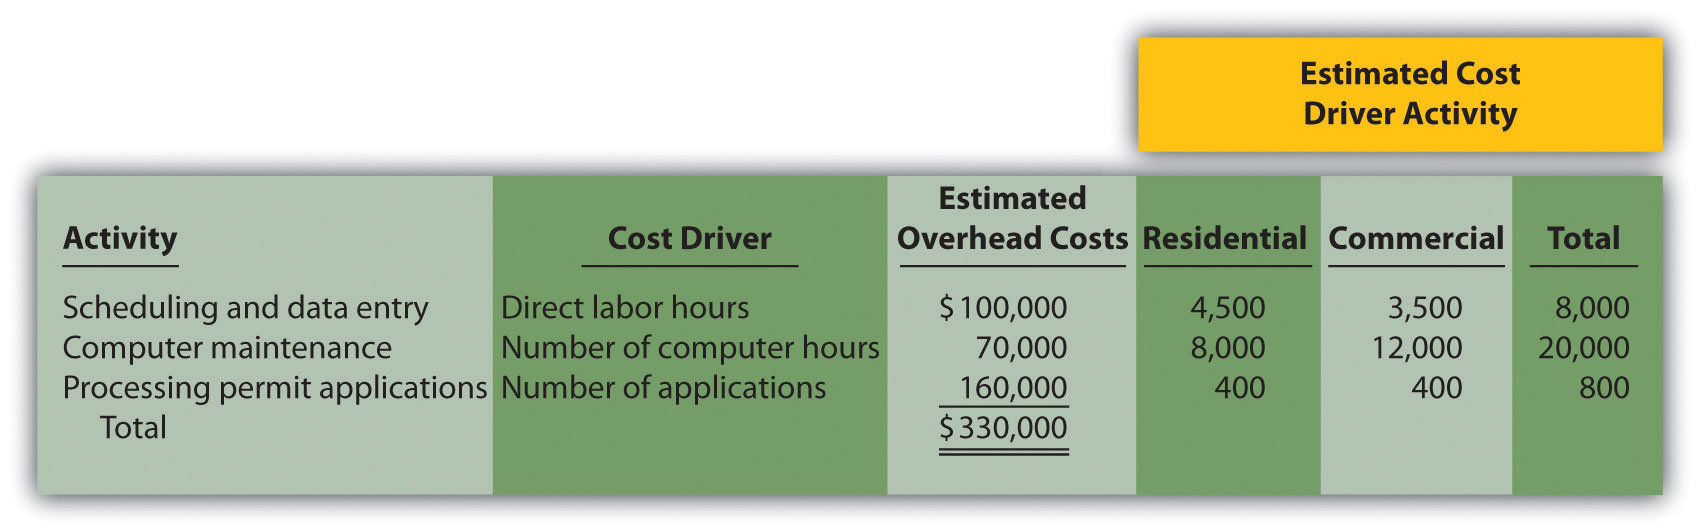 Estimated Cost
Driver Activity
Estimated
Activity Cost Driver Overhead Costs Residential Commercial Total
Scheduling and data entry Direct labor hours $100,000 4,500 3,500 8,000
Computer maintenance Number of computer hours 70,000 8,000 12,000 20,000
Processing permit applications Number of applications 160,000 400 400 800
Total $330,000